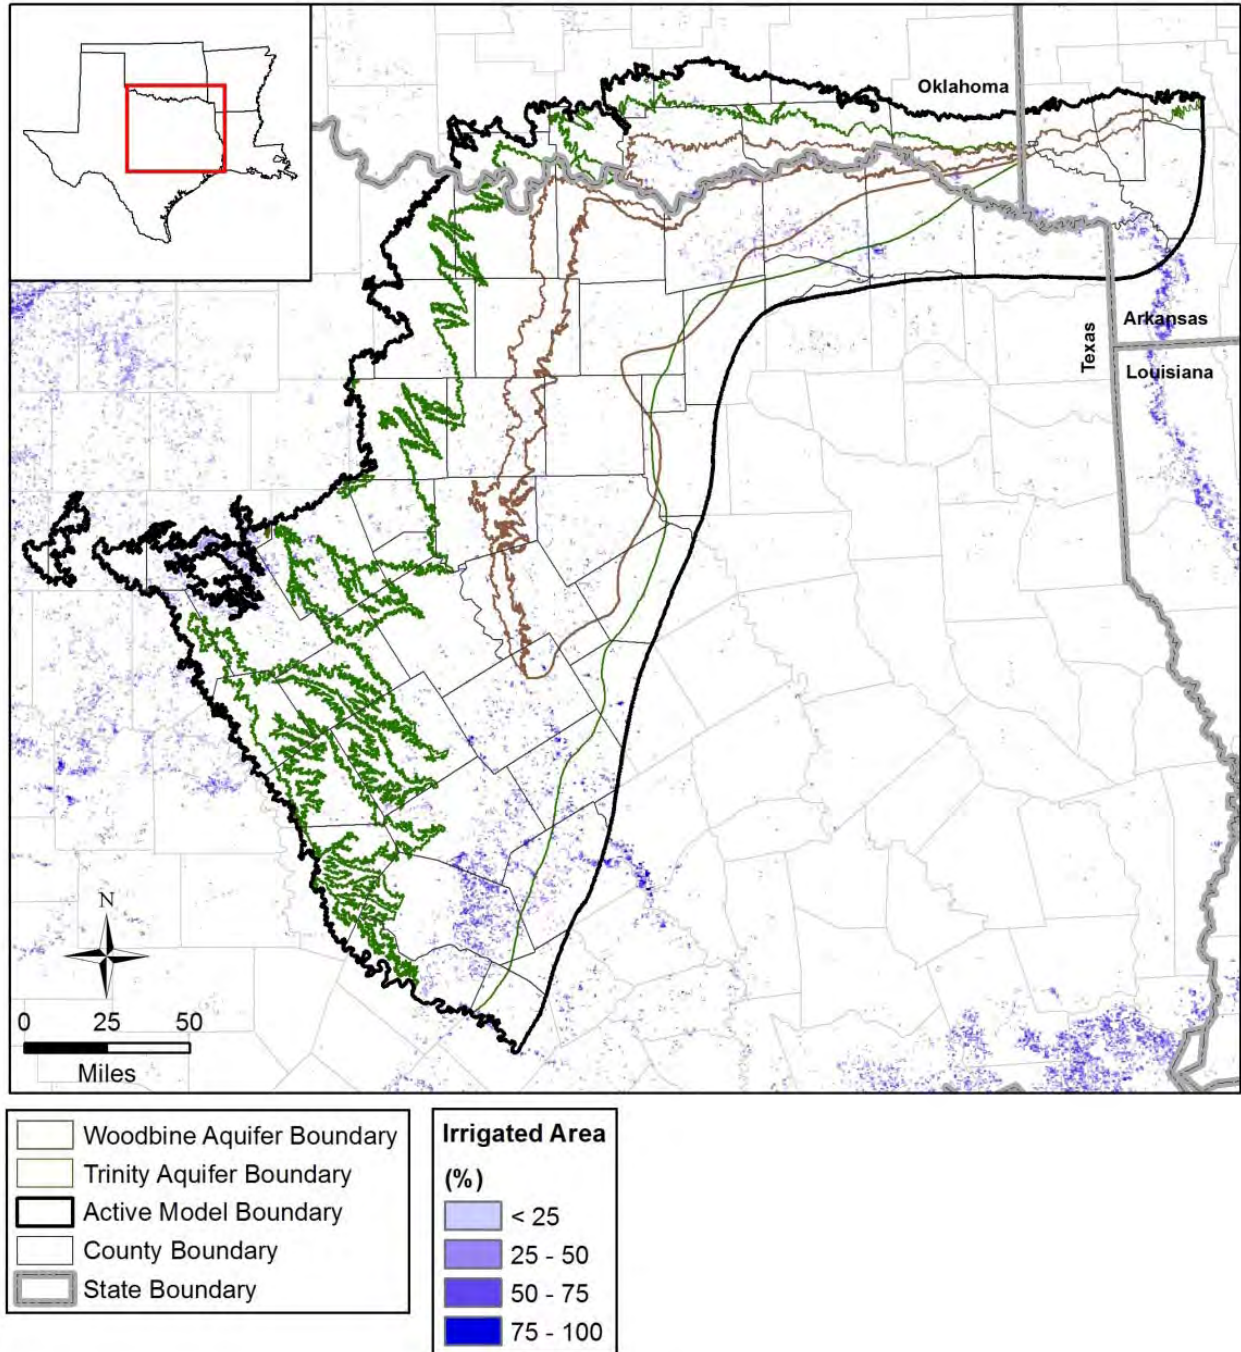 Oklahoma
Texas
Arkansas
Louisiana
N
0 25 50
Miles
Woodbine Aquifer Boundary
Trinity Aquifer Boundary
Active Model Boundary
County Boundary
State Boundary
Irrigated Area
(%)
< 25
25 - 50
50 - 75
75 - 100